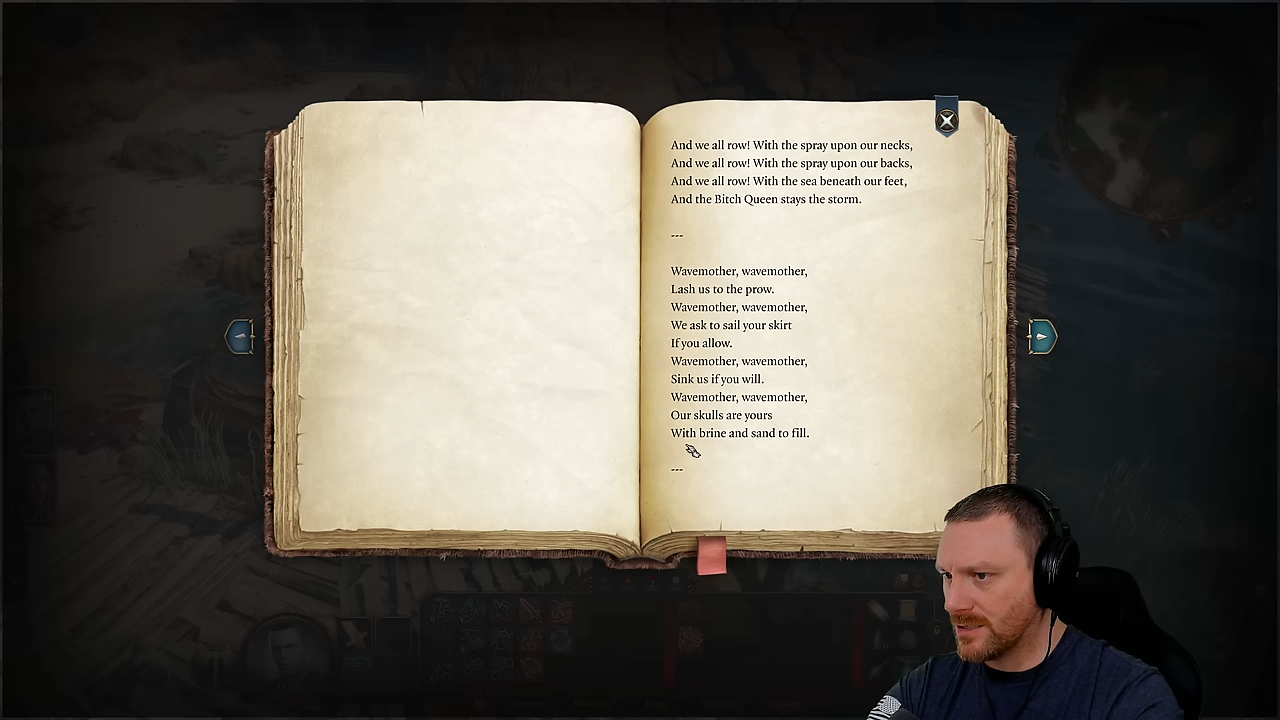 And we all row! With the spray upon our necks,
And we all row! With the spray upon our backs,
And we all row! With the sea beneath our feet,
And the Bitch Queen stays the storm.
---
Wavemother, wavemother,
Lash us to the prow.
Wavemother, wavemother,
We ask to sail your skirt
If you allow.
Wavemother, wavemother,
Sink us if you will.
Wavemother, wavemother,
Our skulls are yours
With brine and sand to fill.
---